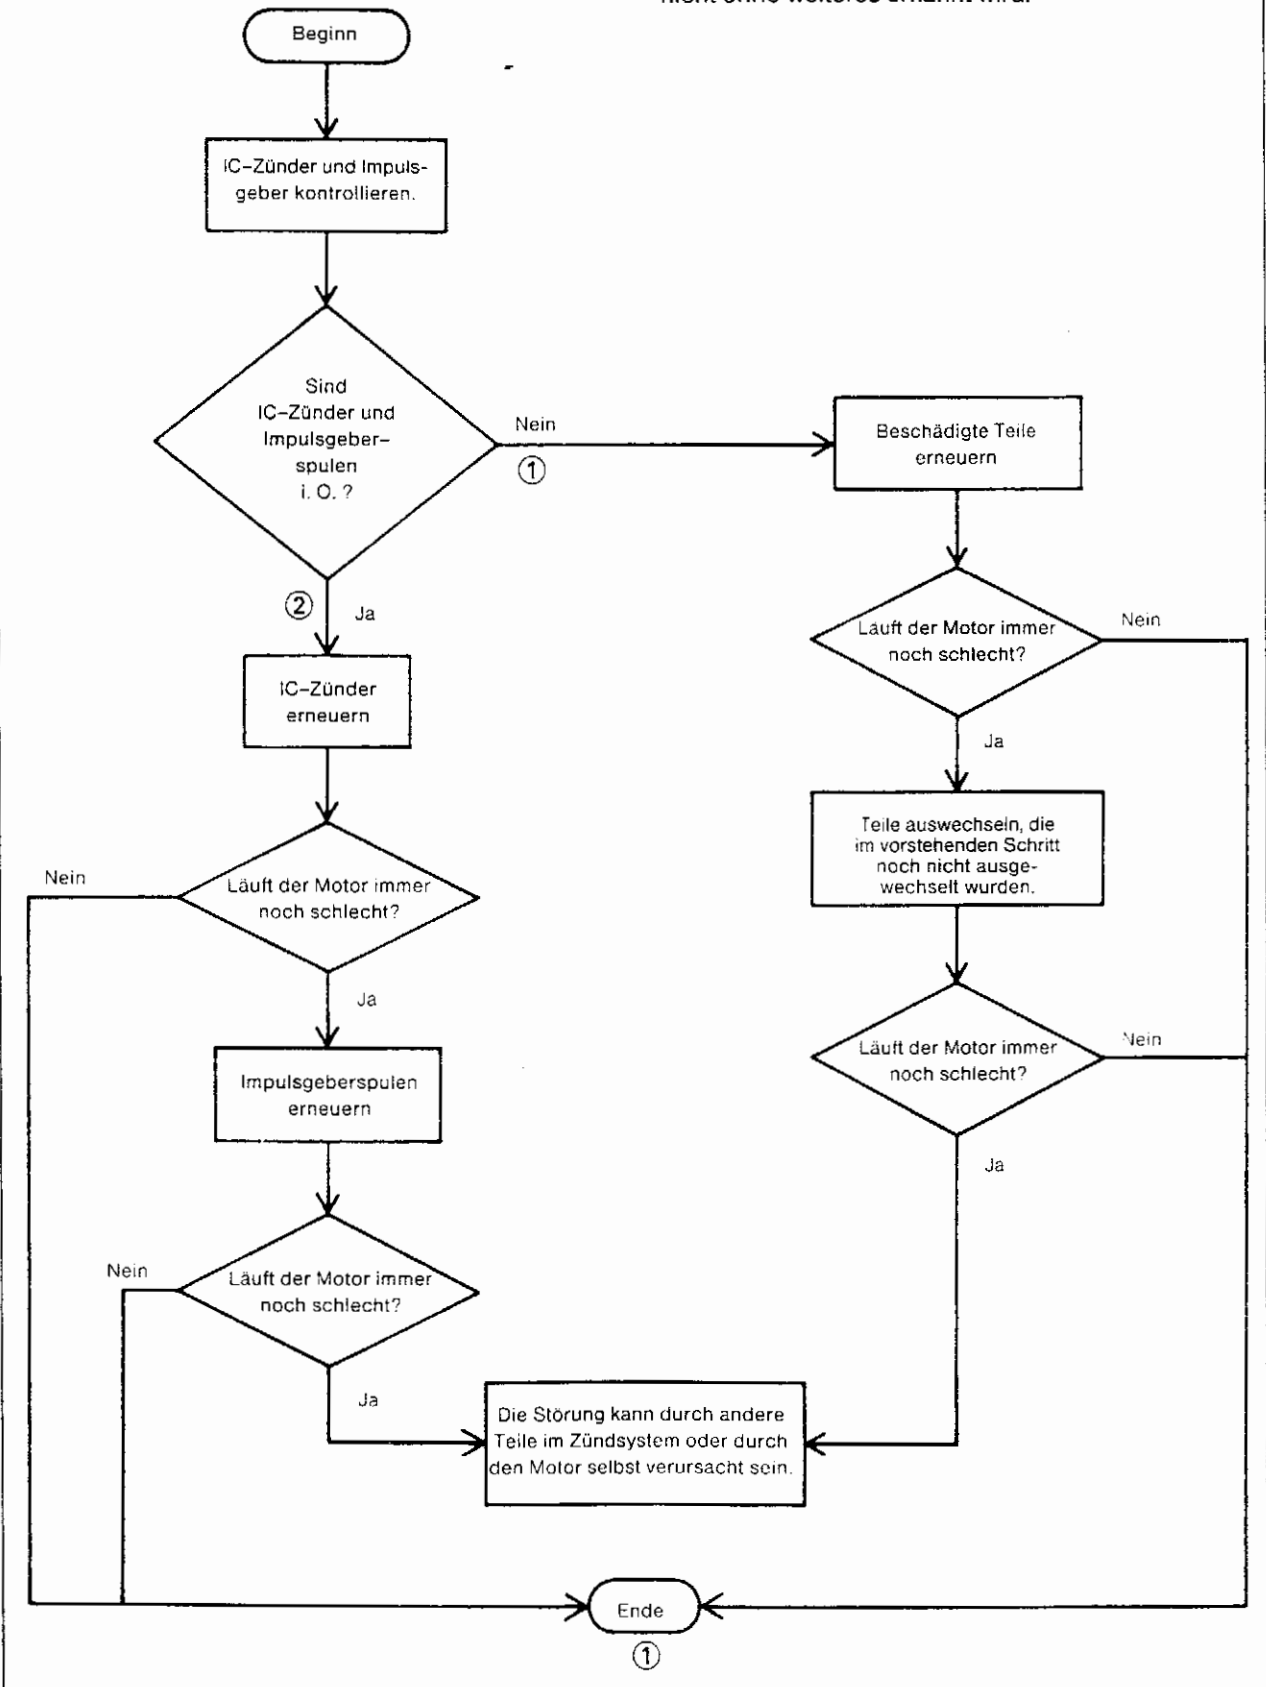 Beginn
IC-Zünder und Impuls-
geber kontrollieren.
Sind
IC-Zünder und
Impulsgeber-
spulen
i. O. ?
Nein
①
Beschädigte Teile
erneuern
②
Ja
Läuft der Motor immer
noch schlecht?
Nein
IC-Zünder
erneuern
Ja
Teile auswechseln, die
im vorstehenden Schritt
noch nicht ausge-
wechselt wurden.
Nein
Läuft der Motor immer
noch schlecht?
Ja
Läuft der Motor immer
noch schlecht?
Nein
Impulsgeberspulen
erneuern
Ja
Nein
Läuft der Motor immer
noch schlecht?
Ja
Die Störung kann durch andere
Teile im Zündsystem oder durch
den Motor selbst verursacht sein.
Ende
①